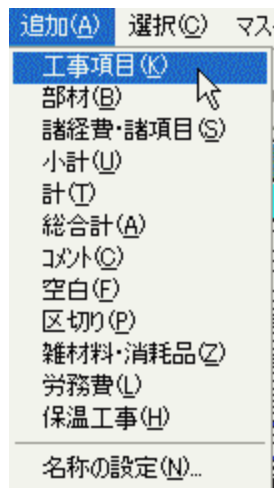 追加(A) 選択(C) マス
工事項目(K)
部材(B)
諸経費・諸項目(S)
小計(U)
計(T)
総合計(A)
コメント(C)
空白(F)
区切り(P)
雑材料・消耗品(Z)
労務費(L)
保温工事(H)
名称の設定(N)...